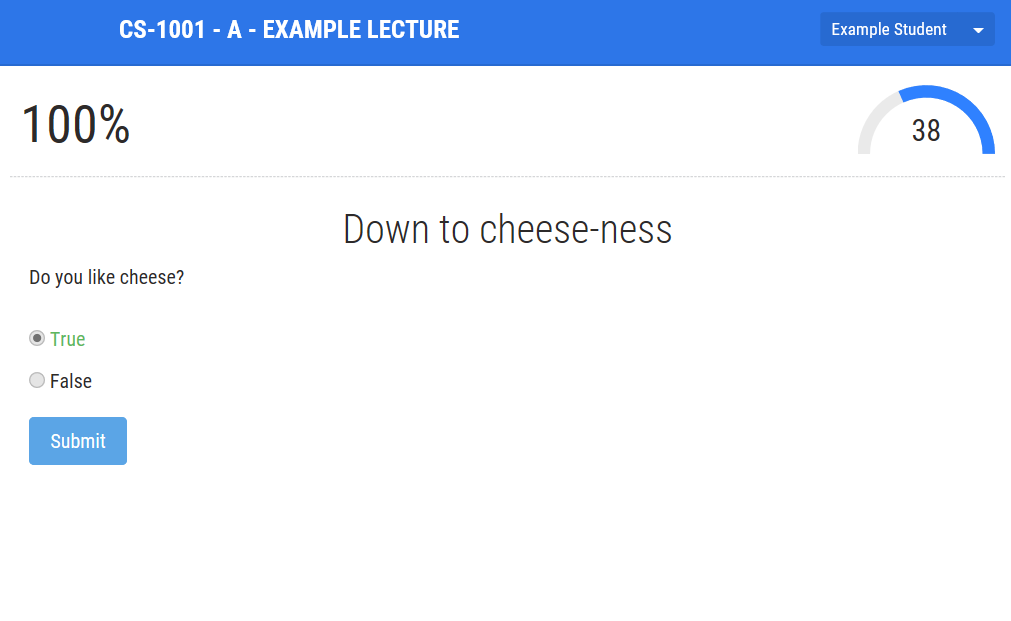 CS-1001 - A - EXAMPLE LECTURE
Example Student
100%
38
Down to cheese-ness
Do you like cheese?
True
False
Submit